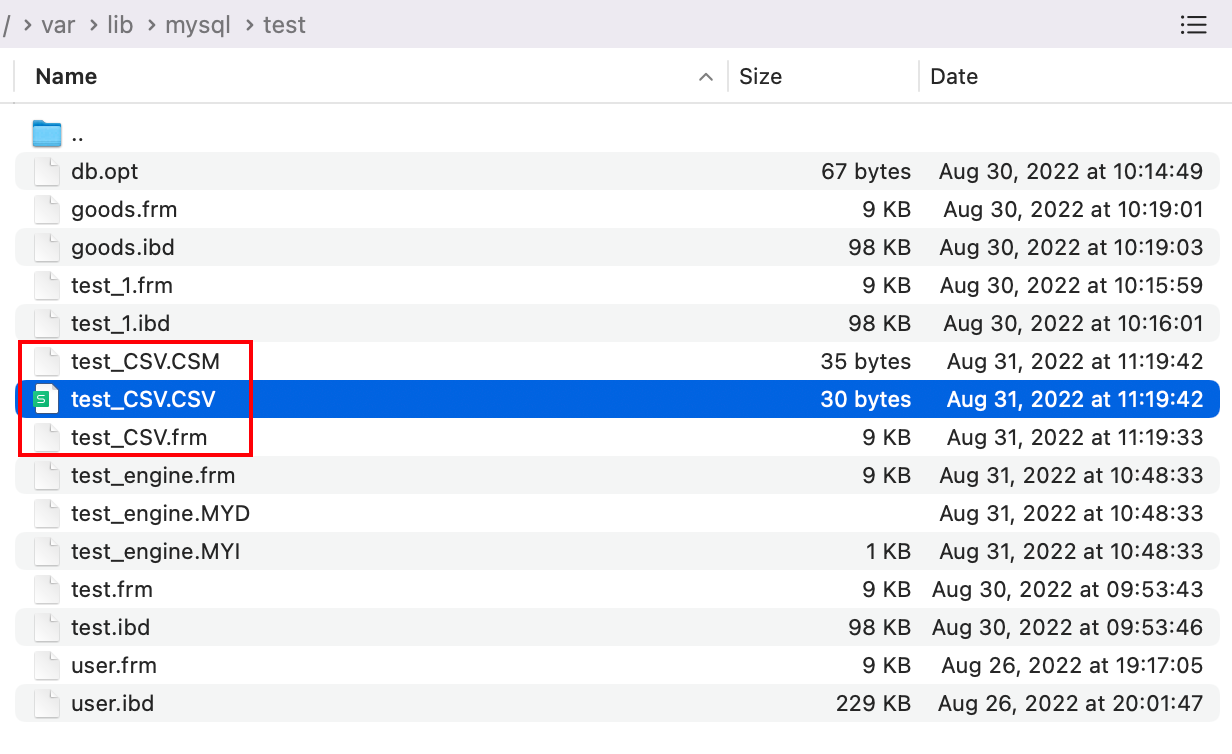 / › var › lib › mysql › test
Name Size Date
..
db.opt 67 bytes Aug 30, 2022 at 10:14:49
goods.frm 9 KB Aug 30, 2022 at 10:19:01
goods.ibd 98 KB Aug 30, 2022 at 10:19:03
test_1.frm 9 KB Aug 30, 2022 at 10:15:59
test_1.ibd 98 KB Aug 30, 2022 at 10:16:01
test_CSV.CSM 35 bytes Aug 31, 2022 at 11:19:42
S test_CSV.CSV 30 bytes Aug 31, 2022 at 11:19:42
test_CSV.frm 9 KB Aug 31, 2022 at 11:19:33
test_engine.frm 9 KB Aug 31, 2022 at 10:48:33
test_engine.MYD Aug 31, 2022 at 10:48:33
test_engine.MYI 1 KB Aug 31, 2022 at 10:48:33
test.frm 9 KB Aug 30, 2022 at 09:53:43
test.ibd 98 KB Aug 30, 2022 at 09:53:46
user.frm 9 KB Aug 26, 2022 at 19:17:05
user.ibd 229 KB Aug 26, 2022 at 20:01:47